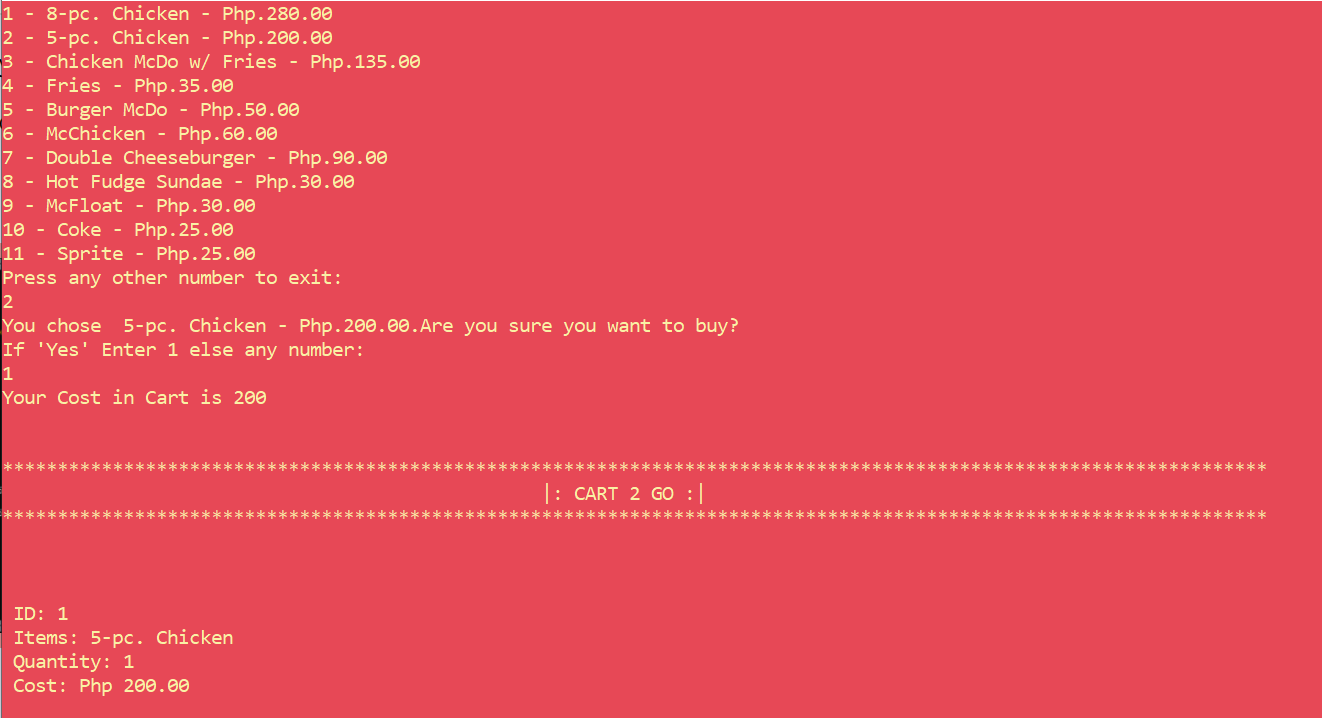 1 - 8-pc. Chicken - Php.280.00
2 - 5-pc. Chicken - Php.200.00
3 - Chicken McDo w/ Fries - Php.135.00
4 - Fries - Php.35.00
5 - Burger McDo - Php.50.00
6 - McChicken - Php.60.00
7 - Double Cheeseburger - Php.90.00
8 - Hot Fudge Sundae - Php.30.00
9 - McFloat - Php.30.00
10 - Coke - Php.25.00
11 - Sprite - Php.25.00
Press any other number to exit:
2
You chose  5-pc. Chicken - Php.200.00.Are you sure you want to buy?
If 'Yes' Enter 1 else any number:
1
Your Cost in Cart is 200
*******************************************************************************************************************
|: CART 2 GO :|
*******************************************************************************************************************
ID: 1
Items: 5-pc. Chicken
Quantity: 1
Cost: Php 200.00